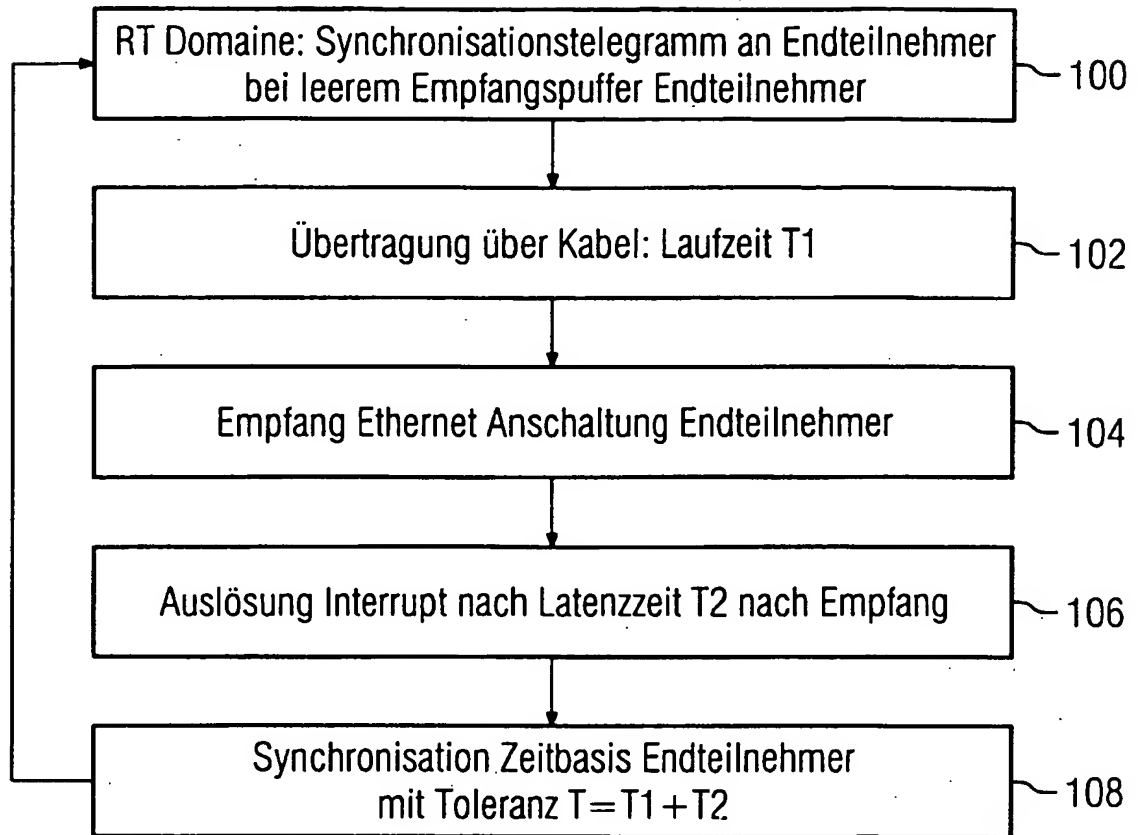 RT Domaine: Synchronisationstelegramm an Endteilnehmer
bei leerem Empfangspuffer Endteilnehmer
100
Übertragung über Kabel: Laufzeit T1
102
Empfang Ethernet Anschaltung Endteilnehmer
104
Auslösung Interrupt nach Latenzzeit T2 nach Empfang
106
Synchronisation Zeitbasis Endteilnehmer
mit Toleranz T=T1+T2
108